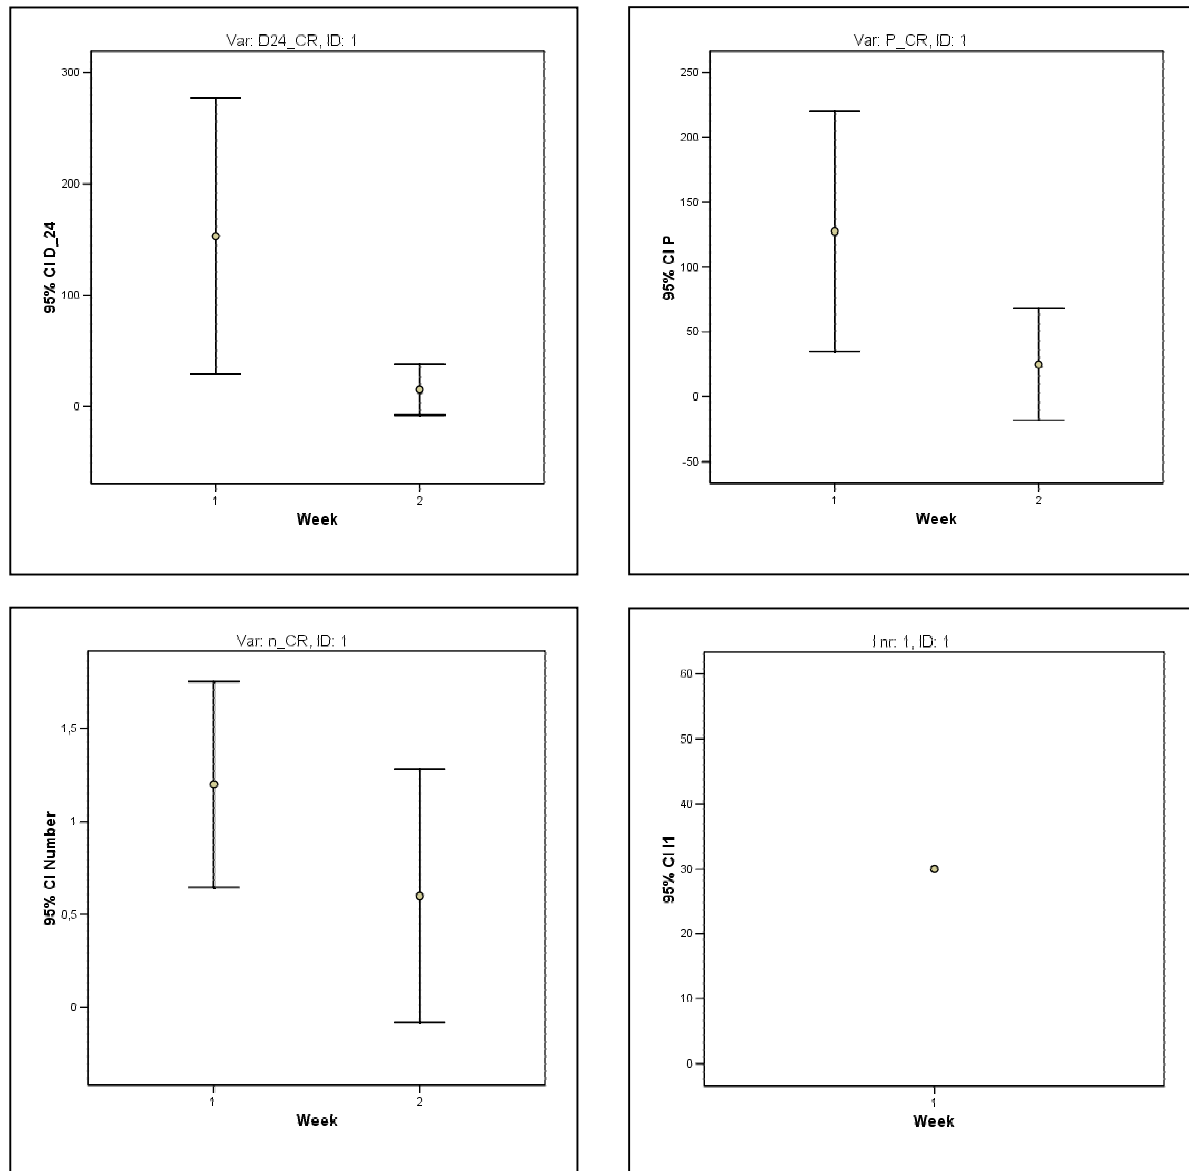 Var: D24_CR, ID: 1
300
200
100
0
95% CI D_24
1
2
Week
Var: P_CR, ID: 1
250
200
150
100
50
0
-50
95% CI P
1
2
Week
Var: n_CR, ID: 1
1,5
1
0,5
0
95% CI Number
1
2
Week
I nr: 1, ID: 1
60
50
40
30
20
10
0
95% CI I1
1
Week